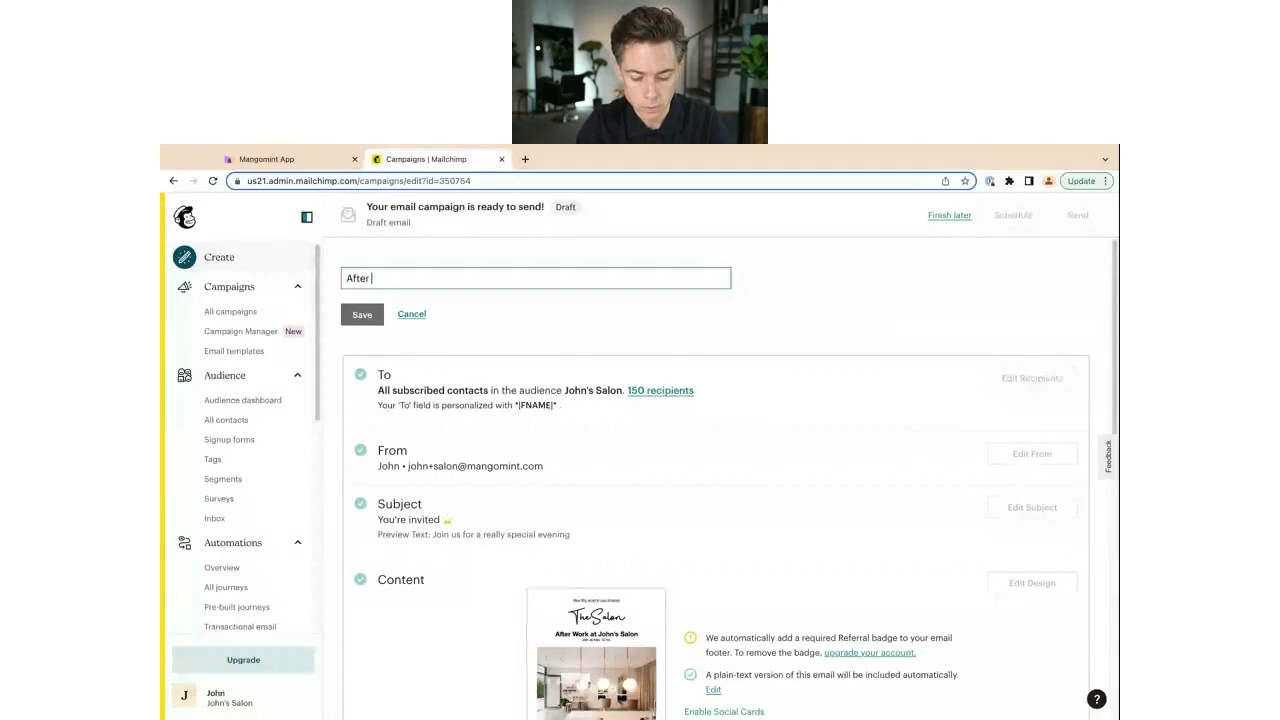 Mangomint App
Campaigns | Mailchimp
us21.admin.mailchimp.com/campaigns/edit?id=350754
Update
Your email campaign is ready to send! Draft
Draft email
Finish later
Schedule
Send
Create
Campaigns
All campaigns
Campaign Manager New
Email templates
Audience
Audience dashboard
All contacts
Signup forms
Tags
Segments
Surveys
Inbox
Automations
Overview
All journeys
Pre-built journeys
Transactional email
Upgrade
J
John
John's Salon
After
Save
Cancel
To
All subscribed contacts in the audience John's Salon. 150 recipients
Your 'To' field is personalized with *|FNAME|* .
Edit Recipients
From
John • john+salon@mangomint.com
Edit From
Subject
You're invited
Preview Text: Join us for a really special evening
Edit Subject
Content
Edit Design
View this email in your browser
The Salon
After Work at John's Salon
We automatically add a required Referral badge to your email
footer. To remove the badge, upgrade your account.
A plain-text version of this email will be included automatically.
Edit
Enable Social Cards
Feedback
?